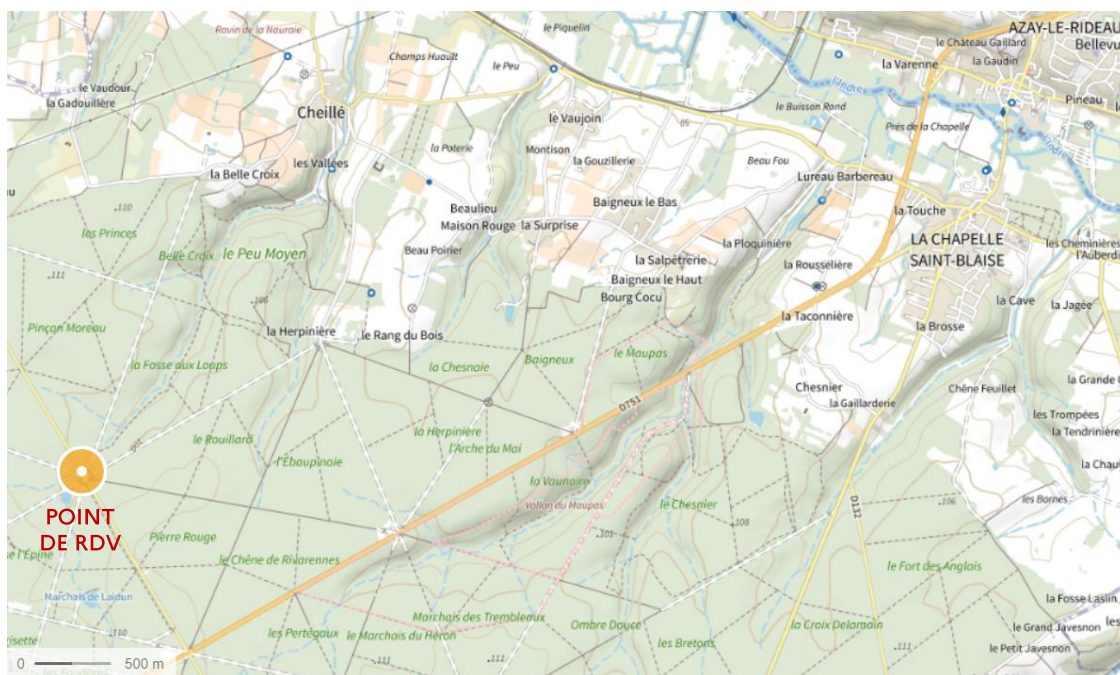 Ravin de la Nauraie
le Piquelin
AZAY-LE-RIDEAU
le Château Gaillard
Bellevu
Champs Huault
le Peu
la Varenne
la Gaudin
le Vaudour
la Gadouillère
l'Indre
Pineau
Cheillé
le Buisson Rond
le Vaujoin
Prés de la Chapelle
la Paterie
Montison
les Vallées
la Gouzillerie
Beau Fou
l'Indre
la Belle Croix
Lureau Barbereau
Baigneux le Bas
110
Beaulieu
la Touche
Maison Rouge
la Surprise
les Princes
la Ploquinière
LA CHAPELLE
SAINT-BLAISE
les Cheminières
l'Auberdi
Belle Croix
le Peu Moyen
Beau Poirier
la Salpètrerie
la Rousselière
111
Baigneux le Haut
106
Bourg Cocu
la Cave
la Jagée
la Taconnière
Pinçon Moreau
la Herpinière
le Rang du Bois
la Brosse
la Fosse aux Loups
la Chesnaie
Baigneux
le Maupas
la Grande
Chesnier
Chêne Feuillet
D751
la Gaillarderie
les Trompées
la Herpinière
la Tendrinière
le Rouillard
l'Arche du Mai
l'Ébaupinaie
la Chau
la Vaunoire
POINT
DE RDV
Vallon du Maupas
le Chesnier
D132
106
les Bornes
108
Pierre Rouge
101
e l'Épine
le Chêne de Rivarennes
le Fort des Anglais
Marchais de Laidun
la Fosse Laslin
Marchais des Trembleaux
Ombre Douce
la Croix Delamain
110
les Pertégaux
le Marchais du Héron
le Grand Javesnon
les
risette
les Bretons
le Petit Javesnon
0
500 m
111
111
111